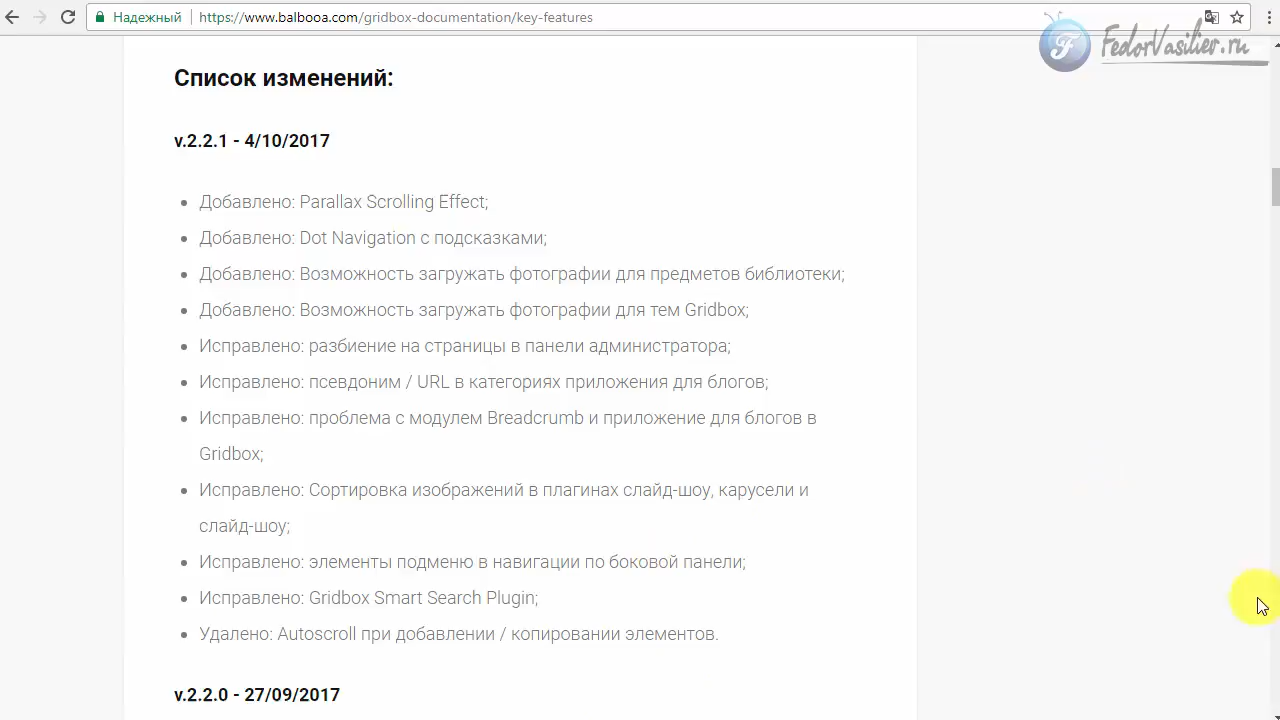 Надежный
https://www.balbooa.com/gridbox-documentation/key-features
FedorVasiliev.ru
Список изменений:
v.2.2.1 - 4/10/2017
Добавлено: Parallax Scrolling Effect;
Добавлено: Dot Navigation с подсказками;
Добавлено: Возможность загружать фотографии для предметов библиотеки;
Добавлено: Возможность загружать фотографии для тем Gridbox;
Исправлено: разбиение на страницы в панели администратора;
Исправлено: псевдоним / URL в категориях приложения для блогов;
Исправлено: проблема с модулем Breadcrumb и приложение для блогов в
Gridbox;
Исправлено: Сортировка изображений в плагинах слайд-шоу, карусели и
слайд-шоу;
Исправлено: элементы подменю в навигации по боковой панели;
Исправлено: Gridbox Smart Search Plugin;
Удалено: Autoscroll при добавлении / копировании элементов.
v.2.2.0 - 27/09/2017